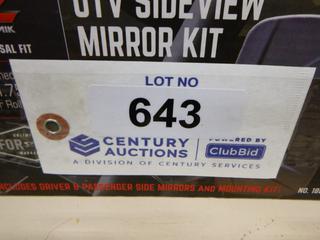 UTV SIDEVIEW
MIRROR KIT
SAL FIT
LOT NO
643
CENTURY
AUCTIONS
POWERED BY
ClubBid
A DIVISION OF CENTURY SERVICES
INCLUDES DRIVER & PASSENGER SIDE MIRRORS AND MOUNTING KIT!